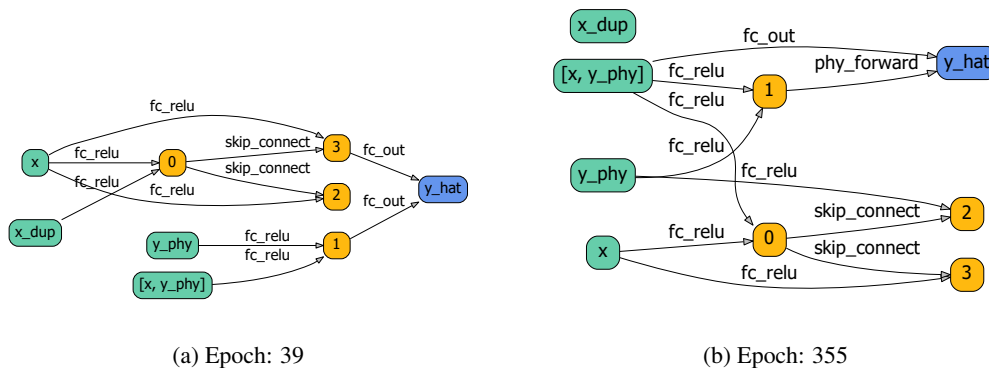 fc_relu
x
fc_relu
0
skip_connect
3
fc_out
skip_connect
fc_relu
2
y_hat
x_dup
fc_out
y_phy
fc_relu
1
fc_relu
[x, y_phy]
(a) Epoch: 39
x_dup
fc_out
[x, y_phy]
fc_relu
phy_forward
y_hat
1
fc_relu
fc_relu
y_phy
fc_relu
2
skip_connect
x
fc_relu
0
skip_connect
fc_relu
3
(b) Epoch: 355